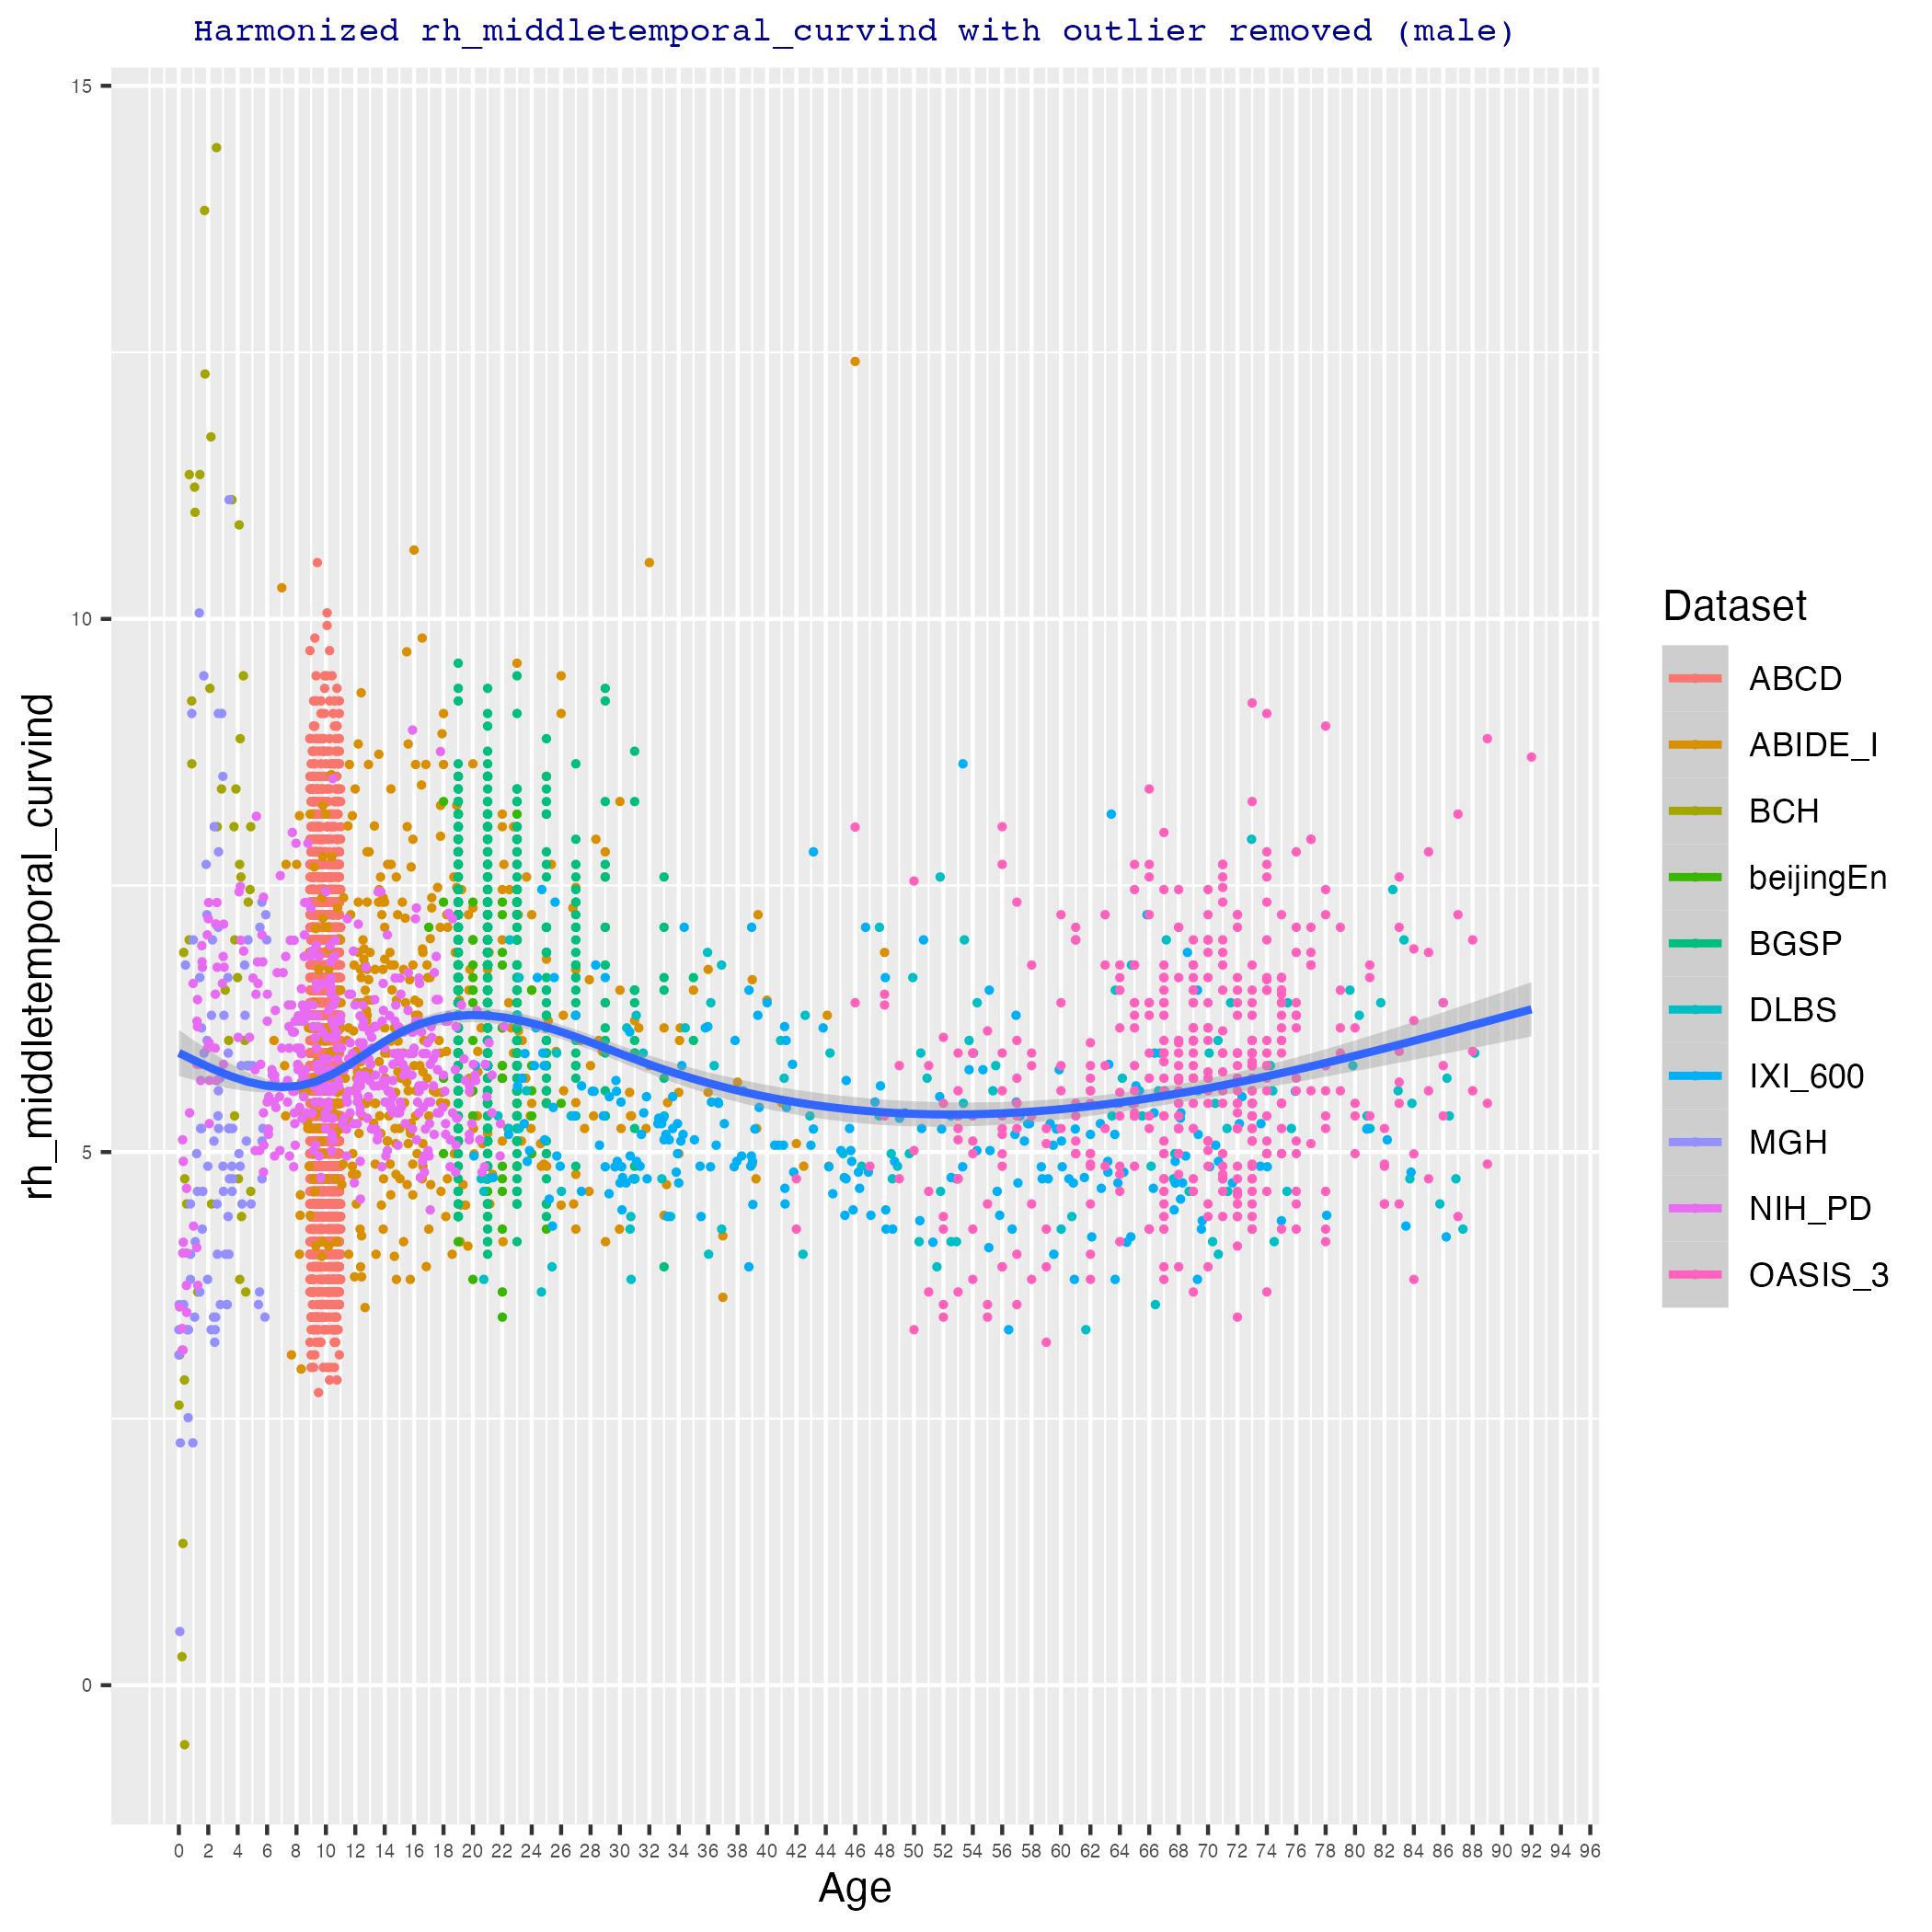 Harmonized rh_middletemporal_curvind with outlier removed (male)
15
10
5
0
rh_middletemporal_curvind
0 2 4 6 8 10 12 14 16 18 20 22 24 26 28 30 32 34 36 38 40 42 44 46 48 50 52 54 56 58 60 62 64 66 68 70 72 74 76 78 80 82 84 86 88 90 92 94 96
Age
Dataset
ABCD
ABIDE_I
BCH
beijingEn
BGSP
DLBS
IXI_600
MGH
NIH_PD
OASIS_3